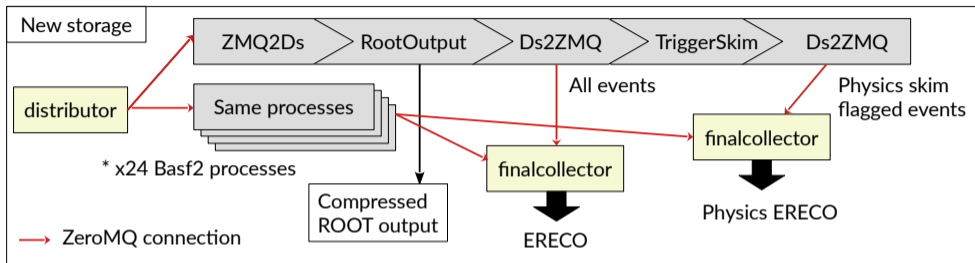 New storage
ZMQ2Ds
RootOutput
Ds2ZMQ
TriggerSkim
Ds2ZMQ
distributor
Same processes
All events
Physics skim
flagged events
* x24 Basf2 processes
finalcollector
finalcollector
Compressed
ROOT output
Physics ERECO
ERECO
ZeroMQ connection